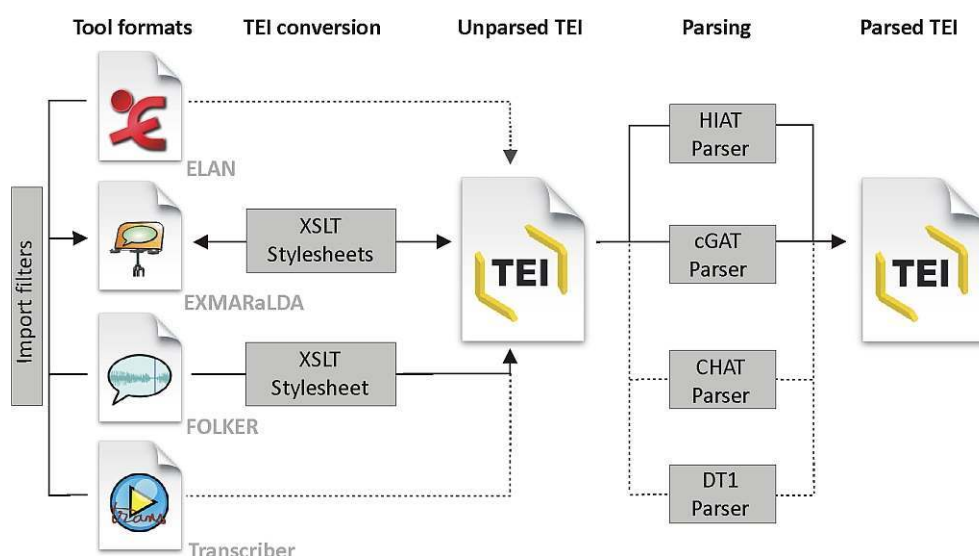 Tool formats
TEI conversion
Unparsed TEI
Parsing
Parsed TEI
Import filters
ELAN
EXMARaLDA
FOLKER
Transcriber
trans
XSLT
Stylesheets
XSLT
Stylesheet
TEI
HIAT
Parser
cGAT
Parser
CHAT
Parser
DT1
Parser
TEI